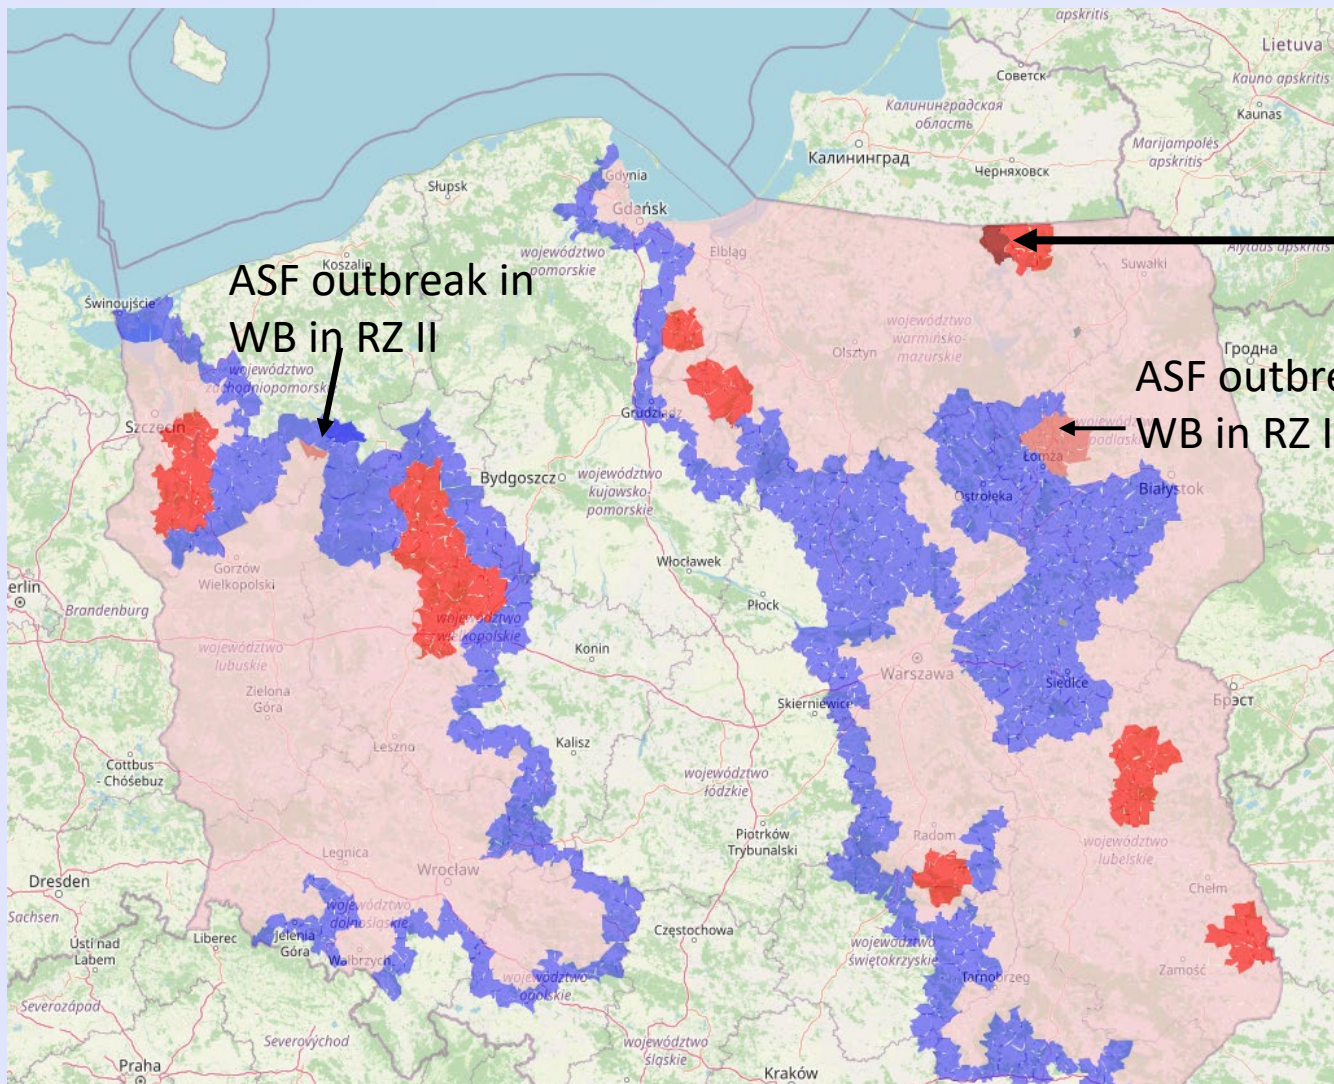 apskritis
Lietuva
Советск
Kauno apskritis
Калининградская
область
Kaunas
Marijampolės
apskritis
Калининград
Черняховск
Gdynia
Słupsk
Gdańsk
województwo
pomorskie
Elbląg
Alytaus apskritis
Koszalin
Suwałki
ASF outbreak in
WB in RZ II
Świnoujście
województwo
warmińsko-
mazurskie
Olsztyn
Гродна
województwo
zachodniopomorskie
ASF outbre
WB in RZ I
Grudziądz
Szczecin
podlaskie
Łomża
Bydgoszcz
województwo
kujawsko-
pomorskie
Ostrołęka
Białystok
Gorzów
Wielkopolski
Włocławek
erlin
Brandenburg
Płock
województwo
wielkopolskie
województwo
lubuskie
Konin
Warszawa
Siedlce
Брэст
Zielona
Góra
Skierniewice
Leszno
Kalisz
Cottbus
- Chóśebuz
województwo
łódzkie
Piotrków
Trybunalski
Radom
województwo
lubelskie
Legnica
Wrocław
Dresden
Chełm
Sachsen
województwo
dolnośląskie
Ústí nad
Labem
Liberec
Jelenia
Góra
Wałbrzych
Częstochowa
województwo
świętokrzyskie
Zamość
województwo
opolskie
Tarnobrzeg
Severozápad
Severovýchod
województwo
śląskie
Praha
Kraków